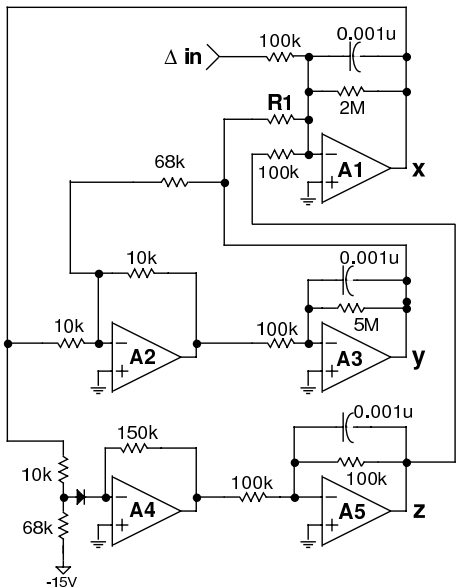 Δ in
100k
0.001u
2M
R1
100k
A1
x
68k
10k
10k
A2
100k
0.001u
5M
A3
y
150k
10k
A4
68k
-15V
100k
0.001u
100k
A5
z